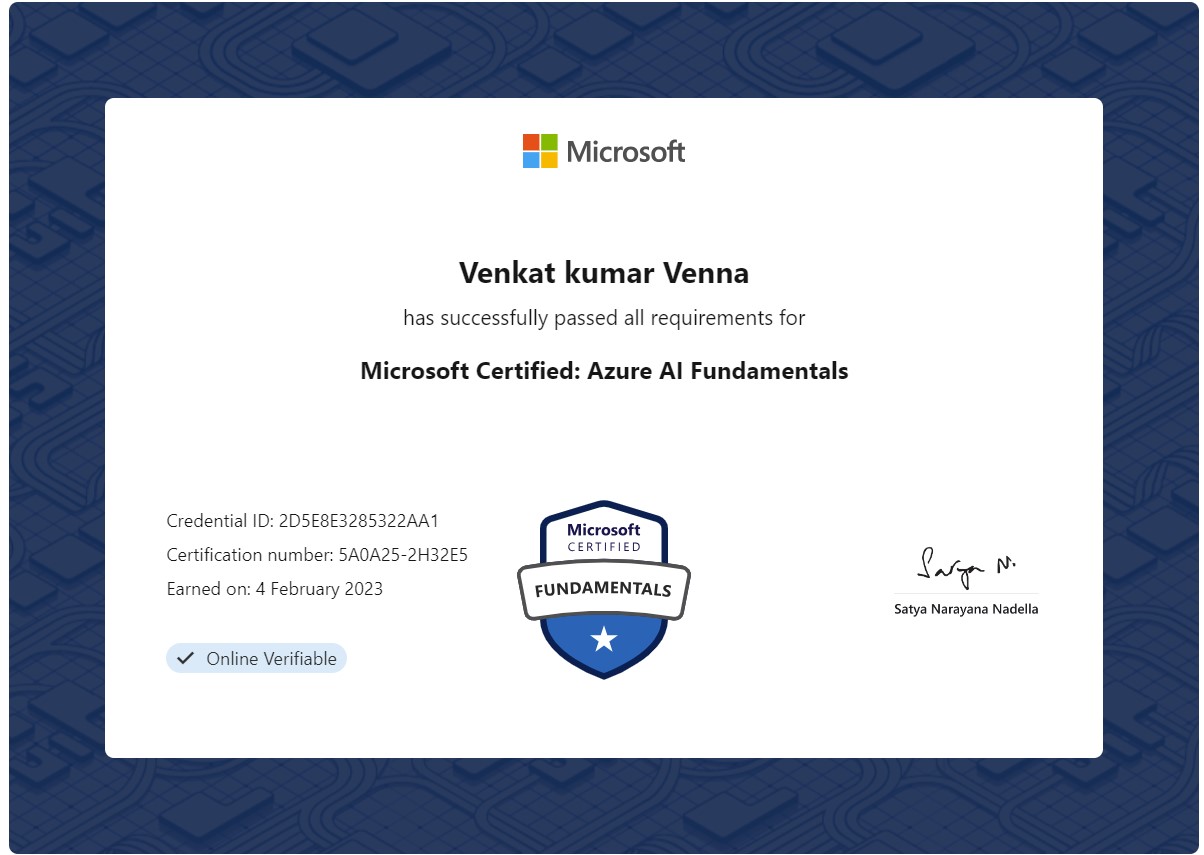 Microsoft
Venkat kumar Venna
has successfully passed all requirements for
Microsoft Certified: Azure AI Fundamentals
Credential ID: 2D5E8E3285322AA1
Certification number: 5A0A25-2H32E5
Earned on: 4 February 2023
Online Verifiable
Microsoft
CERTIFIED
FUNDAMENTALS
Satya N.
Satya Narayana Nadella